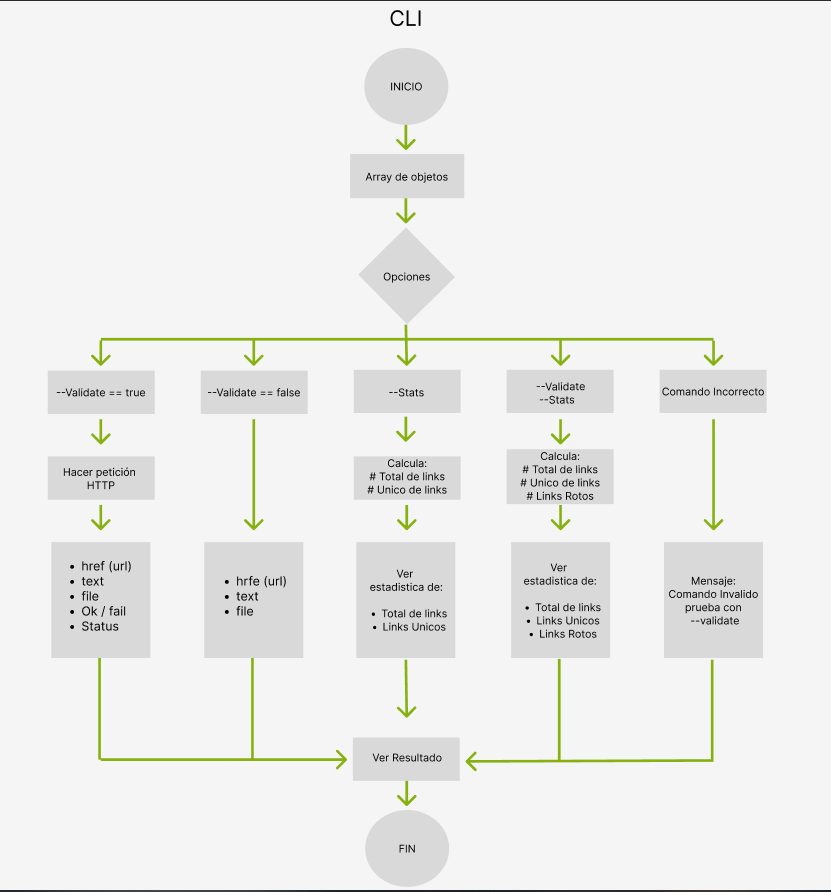 CLI
INICIO
Array de objetos
Opciones
--Validate == true
--Validate == false
--Stats
--Validate
--Stats
Comando Incorrecto
Hacer petición
HTTP
Calcula:
# Total de links
# Unico de links
Calcula:
# Total de links
# Unico de links
# Links Rotos
• href (url)
• text
• file
• Ok / fail
• Status
• hrfe (url)
• text
• file
Ver
estadistica de:
• Total de links
• Links Unicos
Ver
estadistica de:
• Total de links
• Links Unicos
• Links Rotos
Mensaje:
Comando Invalido
prueba con
--validate
Ver Resultado
FIN